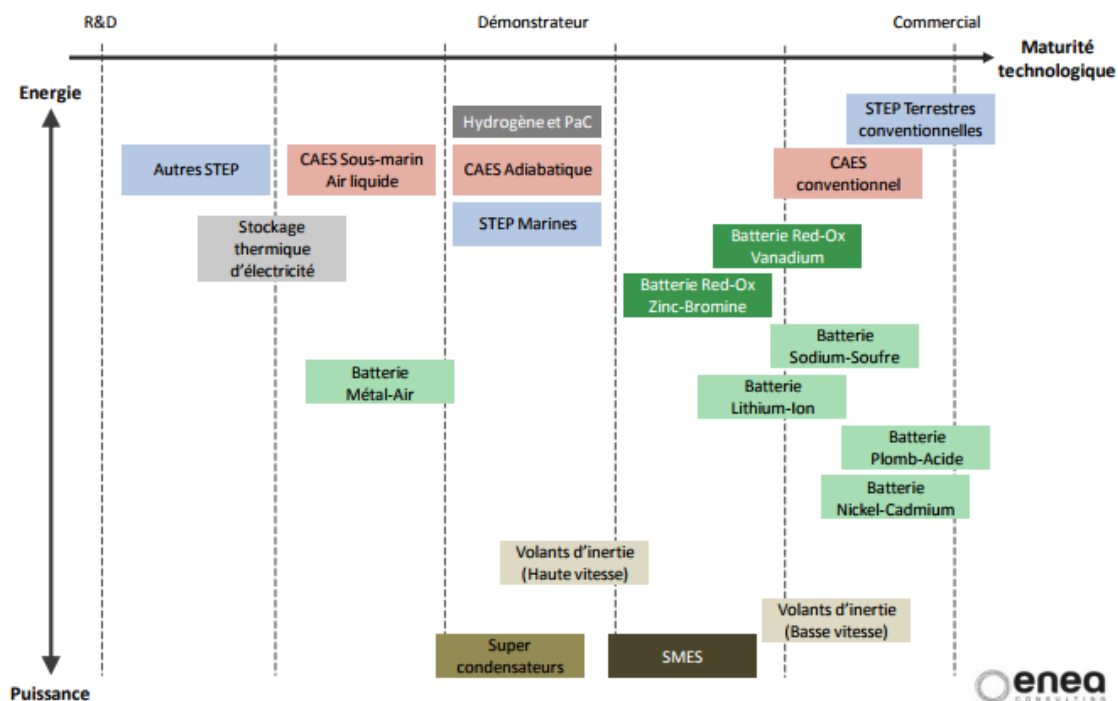 R&D
Démonstrateur
Commercial
Maturité
technologique
Energie
STEP Terrestres
conventionnelles
Hydrogène et PaC
Autres STEP
CAES Sous-marin
Air liquide
CAES Adiabatique
CAES
conventionnel
STEP Marines
Stockage
thermique
d’électricité
Batterie Red-Ox
Vanadium
Batterie Red-Ox
Zinc-Bromine
Batterie
Sodium-Soufre
Batterie
Métal-Air
Batterie
Lithium-Ion
Batterie
Plomb-Acide
Batterie
Nickel-Cadmium
Volants d’inertie
(Haute vitesse)
Volants d’inertie
(Basse vitesse)
Super
condensateurs
SMES
Puissance
enea
CONSULTING